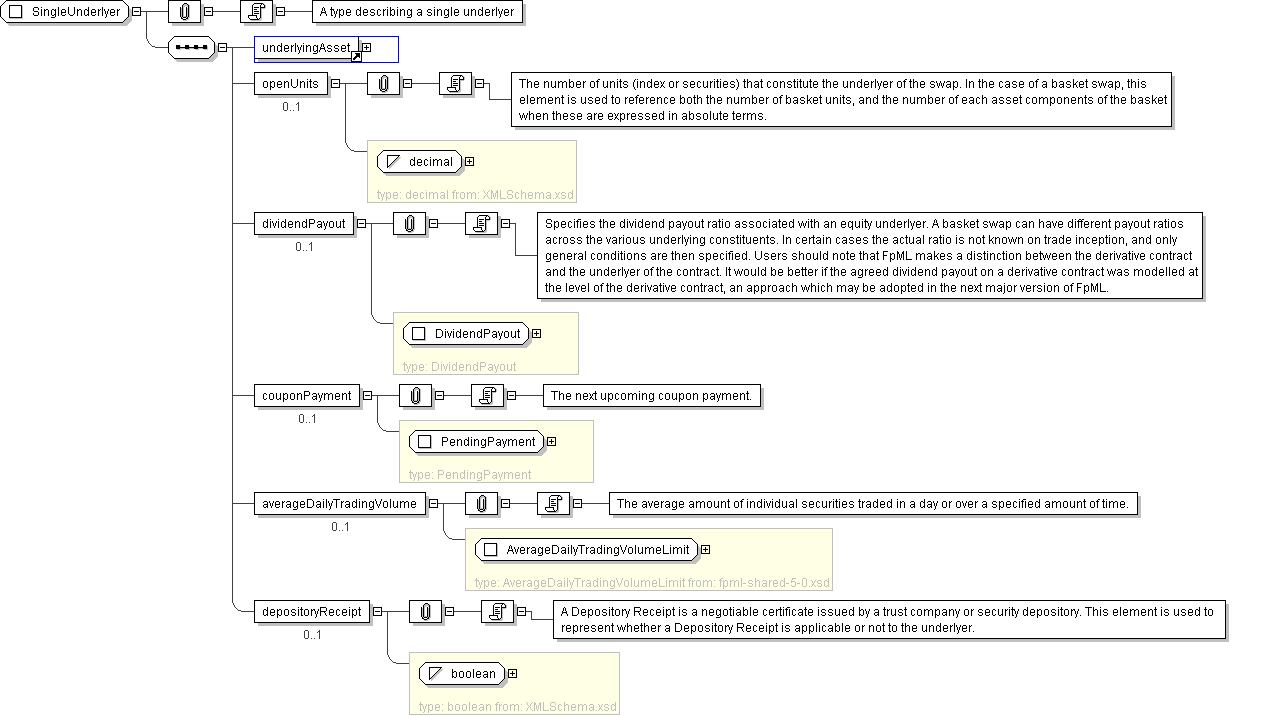 SingleUnderlyer
A type describing a single underlyer
underlyingAsset
openUnits
0..1
The number of units (index or securities) that constitute the underlyer of the swap. In the case of a basket swap, this
element is used to reference both the number of basket units, and the number of each asset components of the basket
when these are expressed in absolute terms.
decimal
type: decimal from: XMLSchema.xsd
dividendPayout
0..1
Specifies the dividend payout ratio associated with an equity underlyer. A basket swap can have different payout ratios
across the various underlying constituents. In certain cases the actual ratio is not known on trade inception, and only
general conditions are then specified. Users should note that FpML makes a distinction between the derivative contract
and the underlyer of the contract. It would be better if the agreed dividend payout on a derivative contract was modelled at
the level of the derivative contract, an approach which may be adopted in the next major version of FpML.
DividendPayout
type: DividendPayout
couponPayment
0..1
The next upcoming coupon payment.
PendingPayment
type: PendingPayment
averageDailyTradingVolume
0..1
The average amount of individual securities traded in a day or over a specified amount of time.
AverageDailyTradingVolumeLimit
type: AverageDailyTradingVolumeLimit from: fpml-shared-5-0.xsd
depositoryReceipt
0..1
A Depository Receipt is a negotiable certificate issued by a trust company or security depository. This element is used to
represent whether a Depository Receipt is applicable or not to the underlyer.
boolean
type: boolean from: XMLSchema.xsd